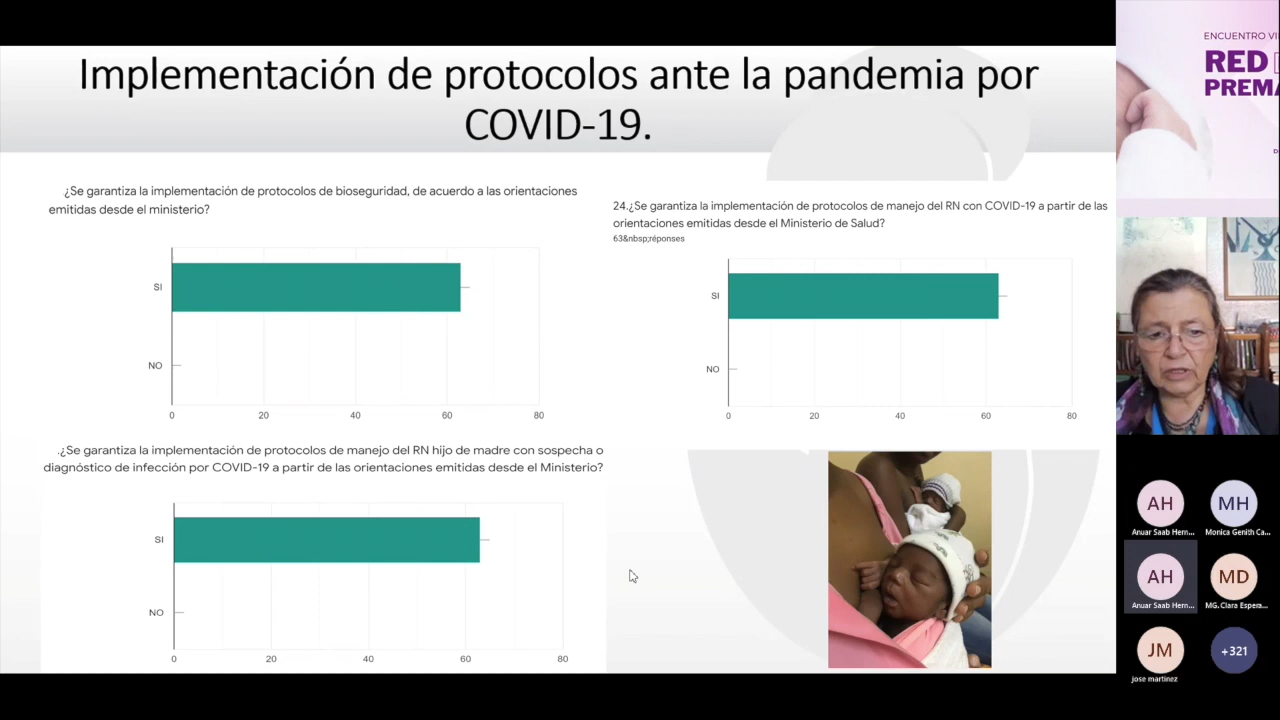 Implementación de protocolos ante la pandemia por
COVID-19.
¿Se garantiza la implementación de protocolos de bioseguridad, de acuerdo a las orientaciones
emitidas desde el ministerio?
SI
NO
0 20 40 60 80
24.¿Se garantiza la implementación de protocolos de manejo del RN con COVID-19 a partir de las
orientaciones emitidas desde el Ministerio de Salud?
63&nbsp;réponses
SI
NO
0 20 40 60 80
.¿Se garantiza la implementación de protocolos de manejo del RN hijo de madre con sospecha o
diagnóstico de infección por COVID-19 a partir de las orientaciones emitidas desde el Ministerio?
SI
NO
0 20 40 60 80
ENCUENTRO VI
RED
PREMA
AH
Anuar Saab Hern...
MH
Monica Genith Ca...
AH
Anuar Saab Hern...
MD
MG. Clara Espera...
JM
jose martinez
+321